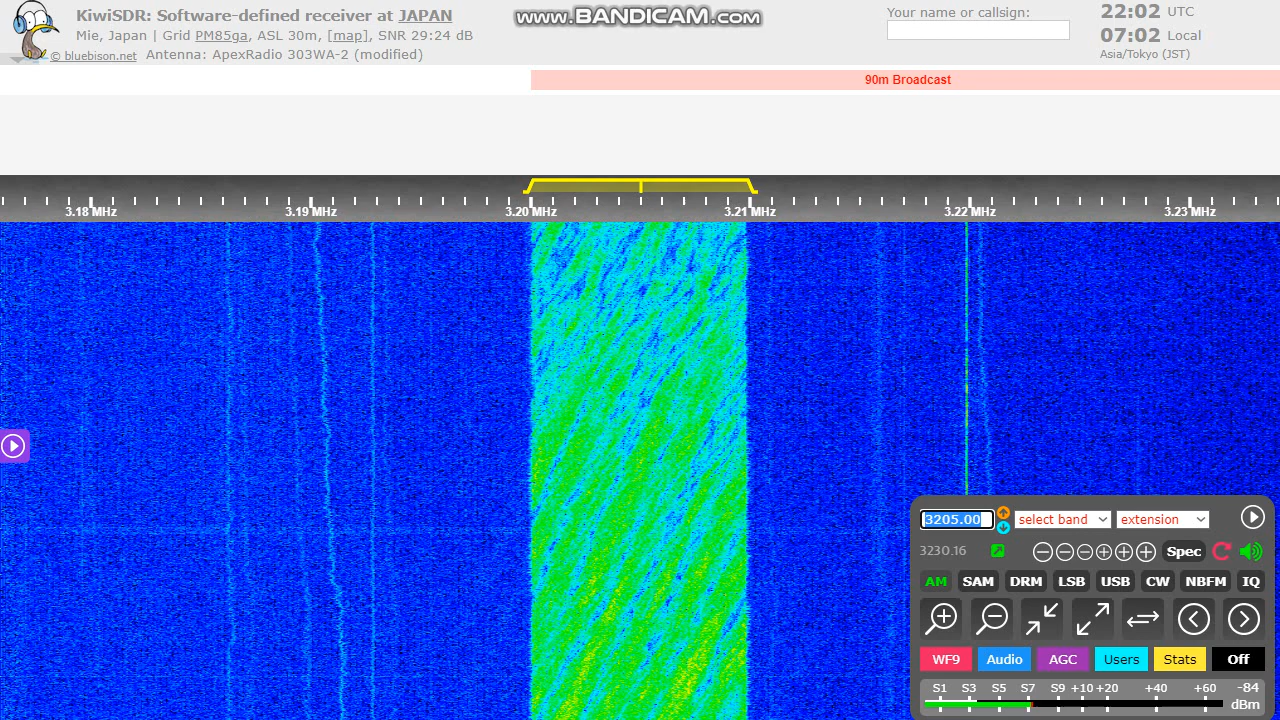 KiwiSDR: Software-defined receiver at JAPAN
Mie, Japan | Grid PM85ga, ASL 30m, [map], SNR 29:24 dB
© bluebison.net Antenna: ApexRadio 303WA-2 (modified)
www.BANDICAM.com
Your name or callsign:
22:02 UTC
07:02 Local
Asia/Tokyo (JST)
90m Broadcast
3.18 MHz 3.19 MHz 3.20 MHz 3.21 MHz 3.22 MHz 3.23 MHz
3205.00 select band extension
3230.16 Spec
AM SAM DRM LSB USB CW NBFM IQ
WF9 Audio AGC Users Stats Off
S1 S3 S5 S7 S9 +10 +20 +40 +60 -84
dBm